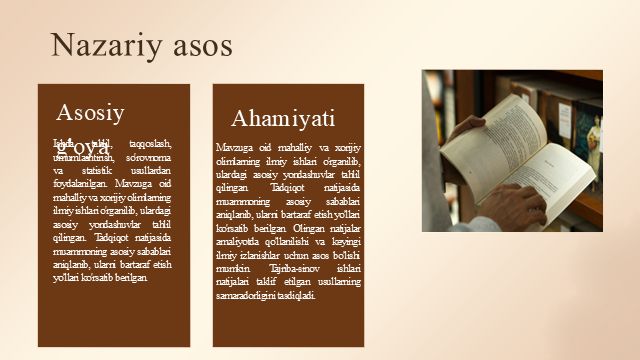 Nazariy asos
Asosiy
g'oya
Ishda tahlil, taqqoslash,
umumlashtirish, so'rovnoma
va statistik usullardan
foydalanilgan. Mavzuga oid
mahalliy va xorijiy olimlarning
ilmiy ishlari o'rganilib, ulardagi
asosiy yondashuvlar tahlil
qilingan. Tadqiqot natijasida
muammoning asosiy sabablari
aniqlanib, ularni bartaraf etish
yo'llari ko'rsatib berilgan.
Ahamiyati
Mavzuga oid mahalliy va xorijiy
olimlarning ilmiy ishlari o'rganilib,
ulardagi asosiy yondashuvlar tahlil
qilingan. Tadqiqot natijasida
muammoning asosiy sabablari
aniqlanib, ularni bartaraf etish yo'llari
ko'rsatib berilgan. Olingan natijalar
amaliyotda qo'llanilishi va keyingi
ilmiy izlanishlar uchun asos bo'lishi
mumkin. Tajriba-sinov ishlari
natijalari taklif etilgan usullarning
samaradorligini tasdiqladi.